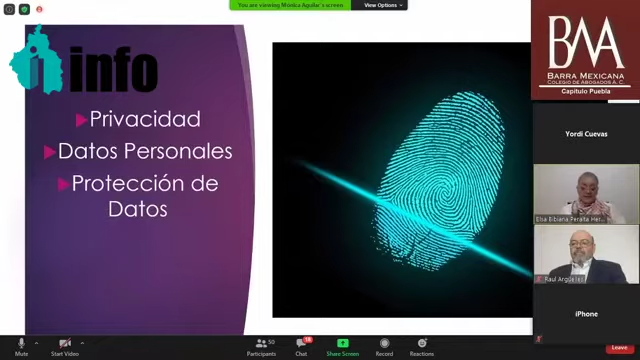 You are viewing Mónica Aguilar's screen
View Options
info
Privacidad
Datos Personales
Protección de
Datos
BMA
BARRA MEXICANA
COLEGIO DE ABOGADOS A. C.
Capítulo Puebla
Yordi Cuevas
Elsa Bibiana Peralta Her...
Raul Argüelles
iPhone
Mute
Start Video
50
Participants
18
Chat
Share Screen
Record
Reactions
Leave